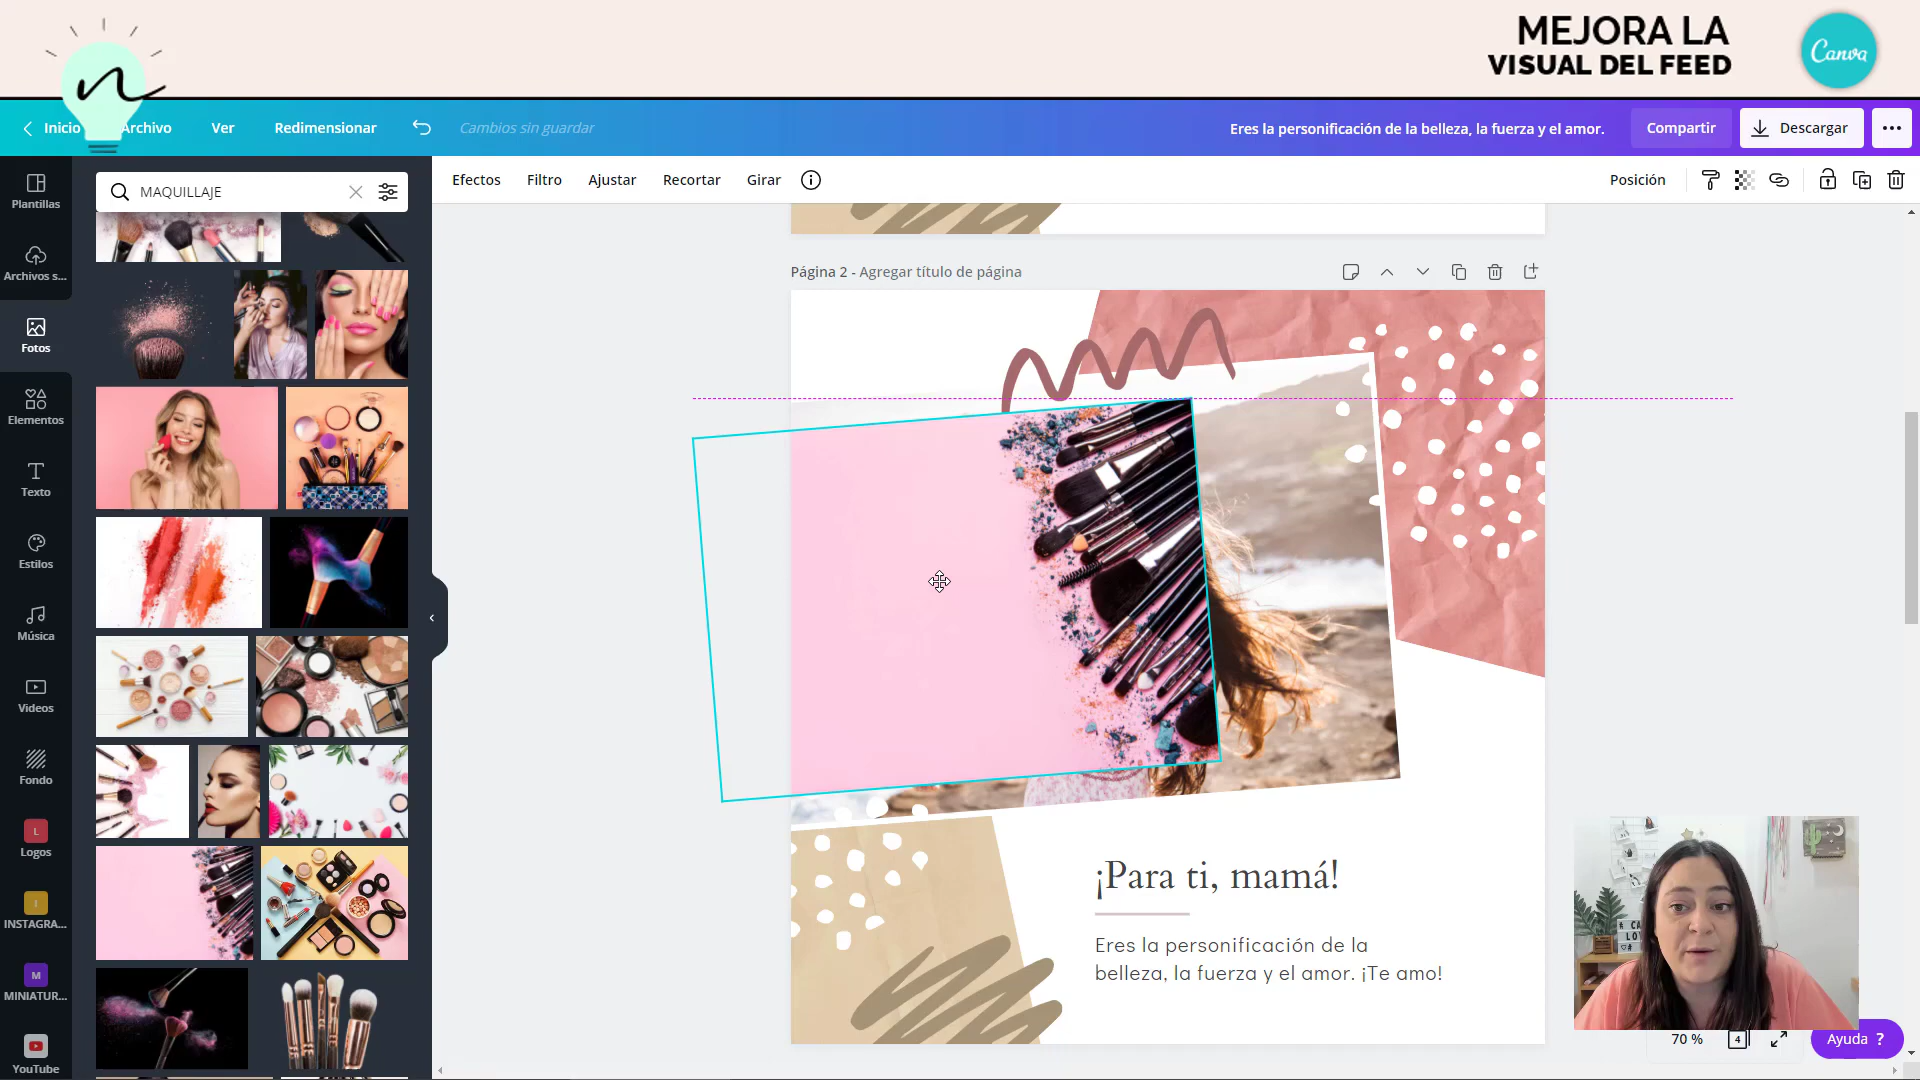 MEJORA LA
VISUAL DEL FEED
Canva
n
Inicio
Archivo
Ver
Redimensionar
Cambios sin guardar
Eres la personificación de la belleza, la fuerza y el amor.
Compartir
Descargar
Plantillas
Archivos s...
Fotos
Elementos
Texto
Estilos
Música
Videos
Fondo
L
Logos
I
INSTAGRA...
M
MINIATUR...
YouTube
MAQUILLAJE
Efectos
Filtro
Ajustar
Recortar
Girar
Posición
Página 2 - Agregar título de página
¡Para ti, mamá!
Eres la personificación de la
belleza, la fuerza y el amor. ¡Te amo!
70 %
4
Ayuda ?